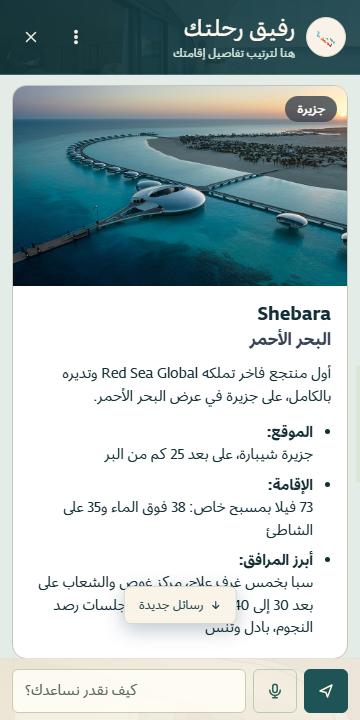 رفيق رحلتك
هنا لترتيب تفاصيل إقامتك
جزيرة
Shebara
البحر الأحمر
أول منتجع فاخر تملكه Red Sea Global وتديره
بالكامل، على جزيرة في عرض البحر الأحمر.
الموقع:
جزيرة شيبارة، على بعد 25 كم من البر
الإقامة:
73 فيلا بمسبح خاص: 38 فوق الماء و35 على
الشاطئ
أبرز المرافق:
سبا بخمس غرف علاج، مركز غوص والشعاب على
بعد 30 إلى 40
جلسات رصد
النجوم، بادل وتنس
رسائل جديدة
كيف نقدر نساعدك؟